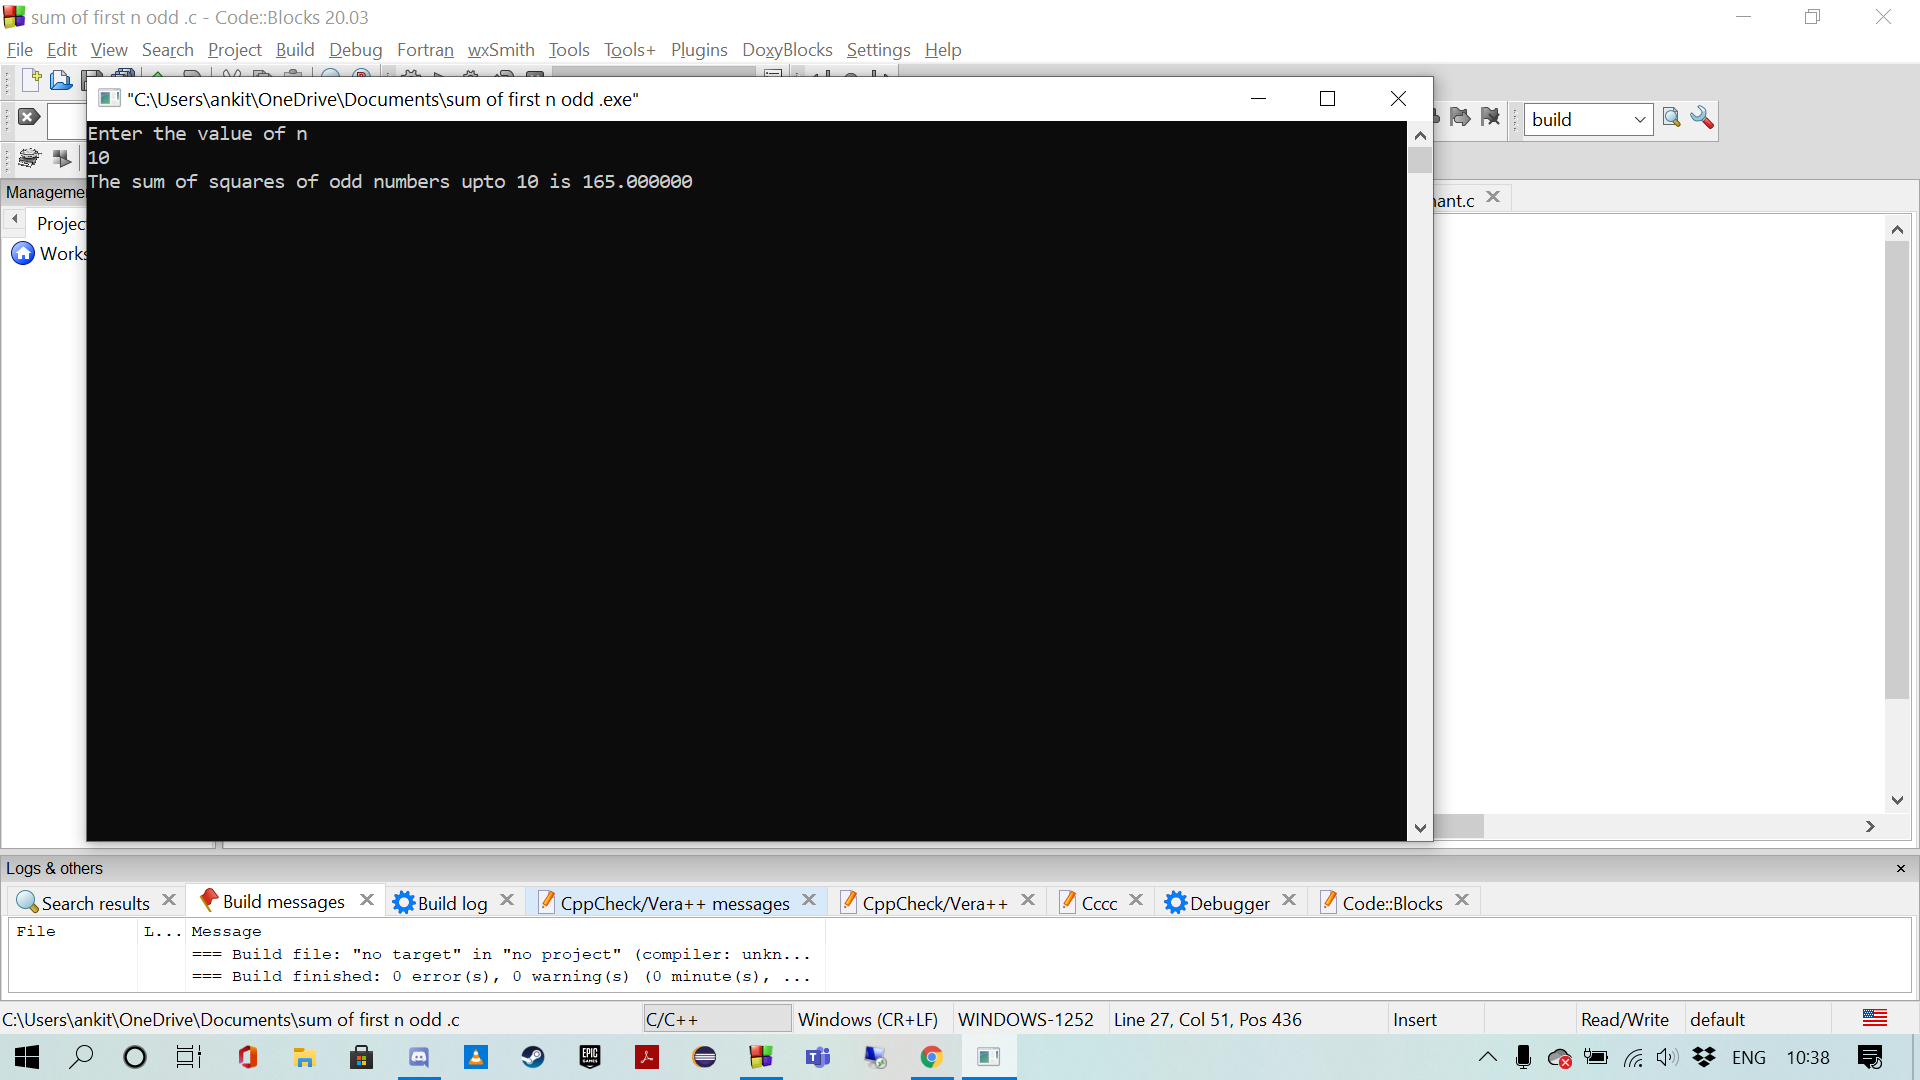 sum of first n odd .c - Code::Blocks 20.03
File Edit View Search Project Build Debug Fortran wxSmith Tools Tools+ Plugins DoxyBlocks Settings Help
"C:\Users\ankit\OneDrive\Documents\sum of first n odd .exe"
build
Enter the value of n
10
The sum of squares of odd numbers upto 10 is 165.000000
Manageme
nant.c
Projec
Works
Logs & others
Search results Build messages Build log CppCheck/Vera++ messages CppCheck/Vera++ Cccc Debugger Code::Blocks
File L... Message
=== Build file: "no target" in "no project" (compiler: unkn...
=== Build finished: 0 error(s), 0 warning(s) (0 minute(s), ...
C:\Users\ankit\OneDrive\Documents\sum of first n odd .c C/C++ Windows (CR+LF) WINDOWS-1252 Line 27, Col 51, Pos 436 Insert Read/Write default
EPIC GAMES
ENG 10:38